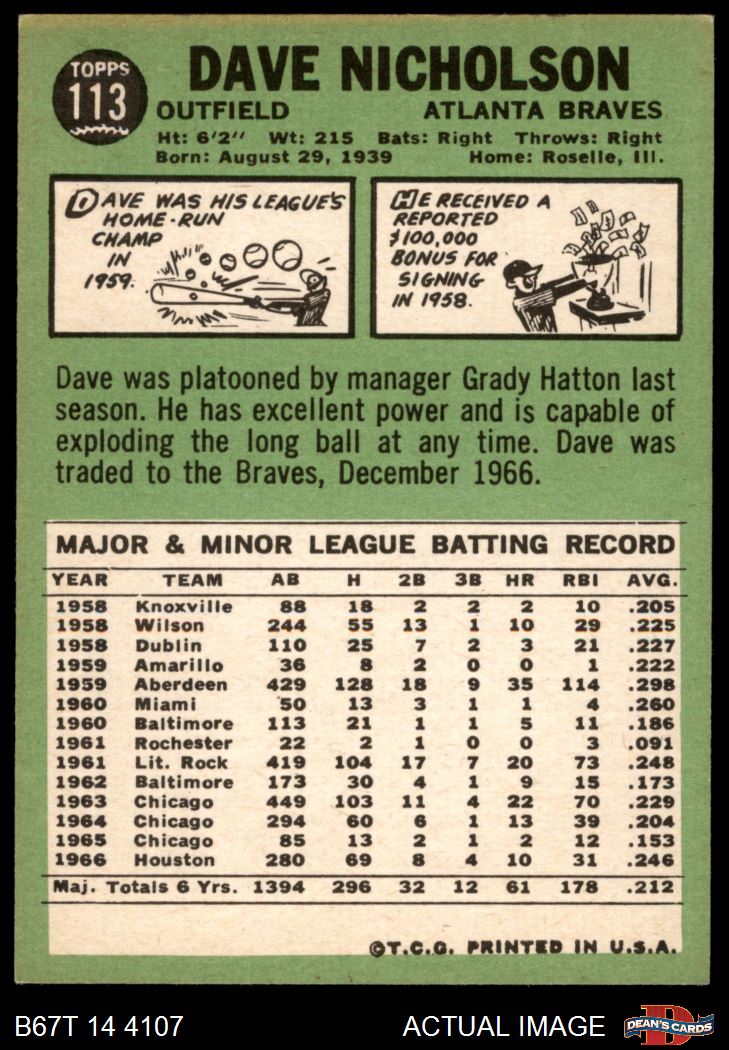 TOPPS
113
DAVE NICHOLSON
OUTFIELD ATLANTA BRAVES
Ht: 6'2" Wt: 215 Bats: Right Throws: Right
Born: August 29, 1939 Home: Roselle, Ill.
DAVE WAS HIS LEAGUE'S
HOME-RUN
CHAMP
IN
1959.
HE RECEIVED A
REPORTED
$100,000
BONUS FOR
SIGNING
IN 1958.
Dave was platooned by manager Grady Hatton last
season. He has excellent power and is capable of
exploding the long ball at any time. Dave was
traded to the Braves, December 1966.
MAJOR & MINOR LEAGUE BATTING RECORD
YEAR TEAM AB H 2B 3B HR RBI AVG.
1958 Knoxville 88 18 2 2 2 10 .205
1958 Wilson 244 55 13 1 10 29 .225
1958 Dublin 110 25 7 2 3 21 .227
1959 Amarillo 36 8 2 0 0 1 .222
1959 Aberdeen 429 128 18 9 35 114 .298
1960 Miami 50 13 3 1 1 4 .260
1960 Baltimore 113 21 1 1 5 11 .186
1961 Rochester 22 2 1 0 0 3 .091
1961 Lit. Rock 419 104 17 7 20 73 .248
1962 Baltimore 173 30 4 1 9 15 .173
1963 Chicago 449 103 11 4 22 70 .229
1964 Chicago 294 60 6 1 13 39 .204
1965 Chicago 85 13 2 1 2 12 .153
1966 Houston 280 69 8 4 10 31 .246
Maj. Totals 6 Yrs. 1394 296 32 12 61 178 .212
©T.C.G. PRINTED IN U.S.A.
B67T 14 4107 ACTUAL IMAGE
D
DEAN'S CARDS